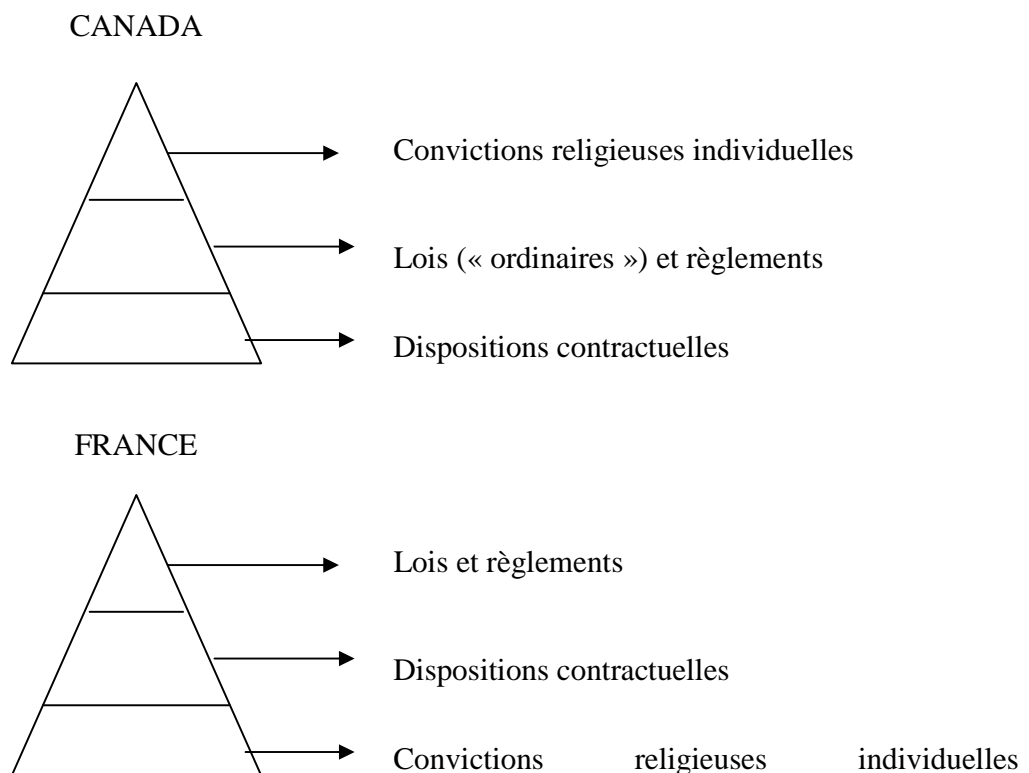 CANADA
Convictions religieuses individuelles
Lois (« ordinaires ») et règlements
Dispositions contractuelles
FRANCE
Lois et règlements
Dispositions contractuelles
Convictions religieuses individuelles